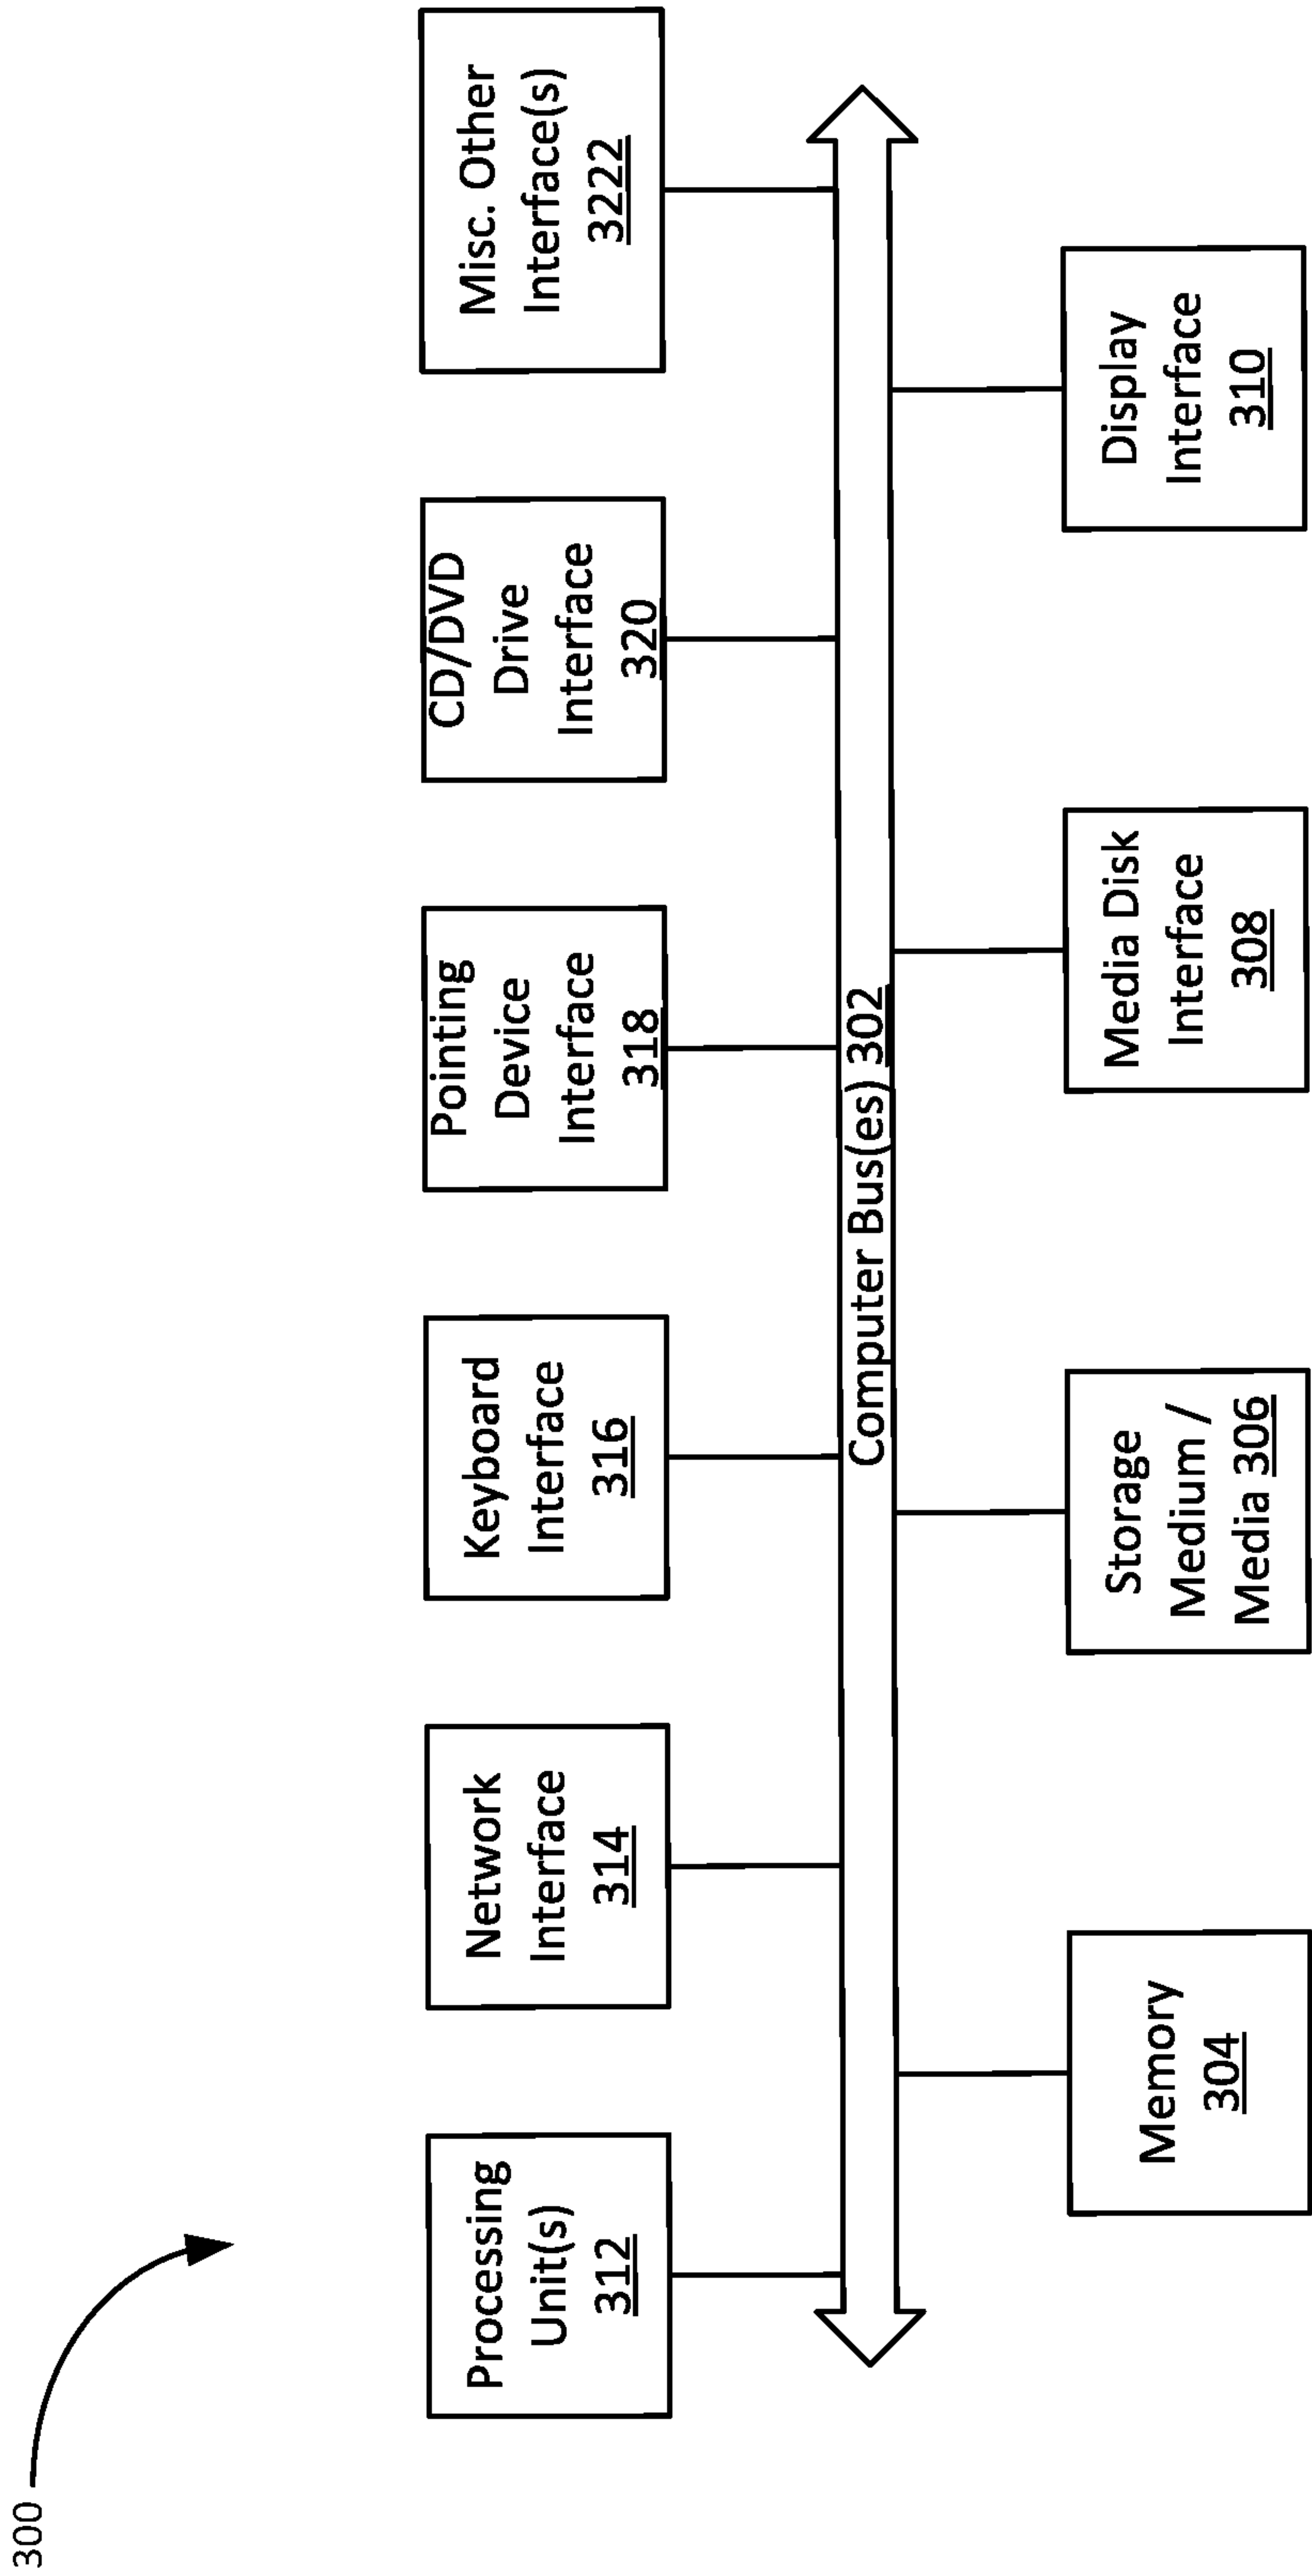 300
Processing
Unit(s)
312
Network
Interface
314
Keyboard
Interface
316
Pointing
Device
Interface
318
CD/DVD
Drive
Interface
320
Misc. Other
Interface(s)
3222
Computer Bus(es) 302
Memory
304
Storage
Medium /
Media 306
Media Disk
Interface
308
Display
Interface
310